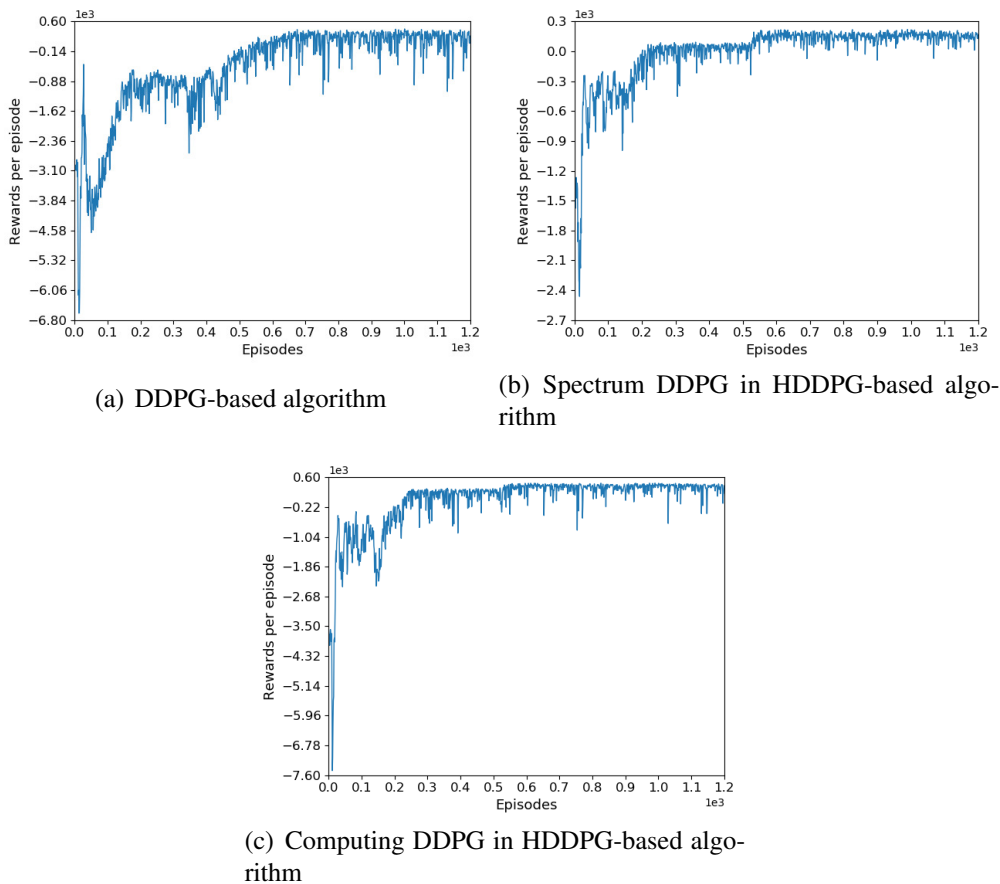 1e3
0.60
-0.14
-0.88
-1.62
-2.36
-3.10
-3.84
-4.58
-5.32
-6.06
-6.80
Rewards per episode
0.0 0.1 0.2 0.3 0.4 0.5 0.6 0.7 0.8 0.9 1.0 1.1 1.2
Episodes
1e3
(a) DDPG-based algorithm
1e3
0.3
0.0
-0.3
-0.6
-0.9
-1.2
-1.5
-1.8
-2.1
-2.4
-2.7
Rewards per episode
0.0 0.1 0.2 0.3 0.4 0.5 0.6 0.7 0.8 0.9 1.0 1.1 1.2
Episodes
1e3
(b) Spectrum DDPG in HDDPG-based algo-
rithm
1e3
0.60
-0.22
-1.04
-1.86
-2.68
-3.50
-4.32
-5.14
-5.96
-6.78
-7.60
Rewards per episode
0.0 0.1 0.2 0.3 0.4 0.5 0.6 0.7 0.8 0.9 1.0 1.1 1.2
Episodes
1e3
(c) Computing DDPG in HDDPG-based algo-
rithm